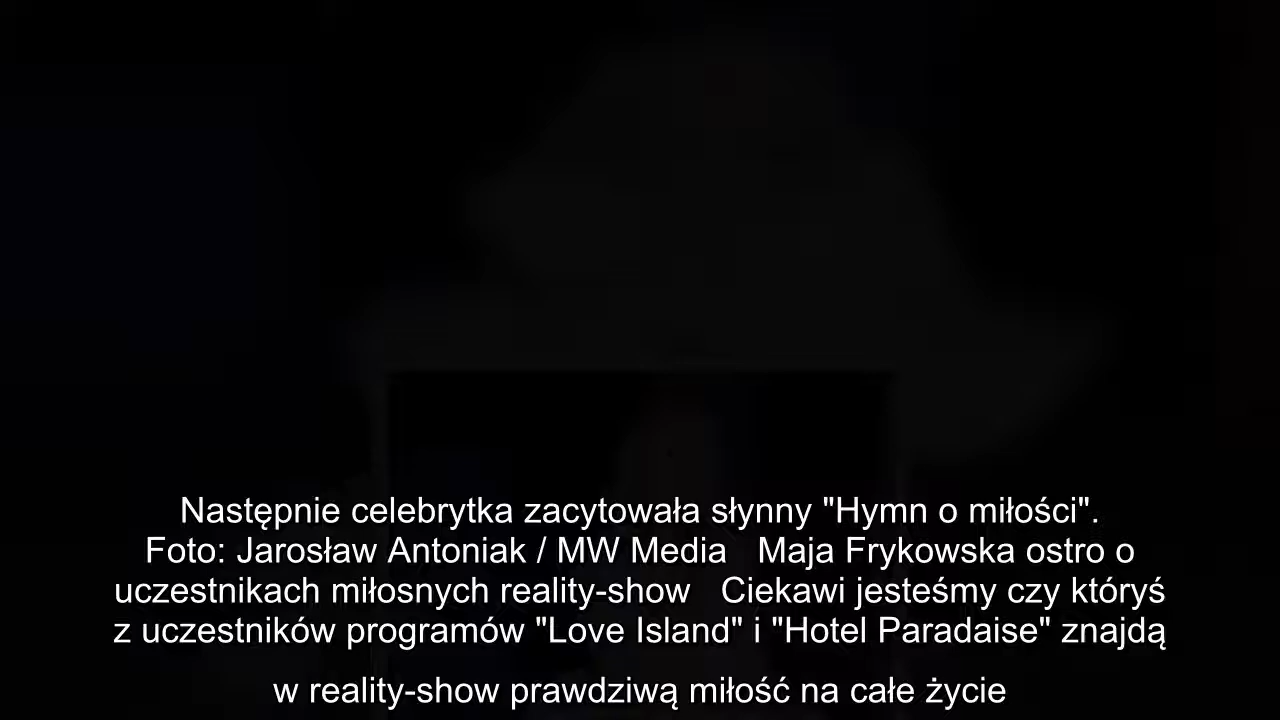 Następnie celebrytka zacytowała słynny "Hymn o miłości".
Foto: Jarosław Antoniak / MW Media   Maja Frykowska ostro o
uczestnikach miłosnych reality-show   Ciekawi jesteśmy czy któryś
z uczestników programów "Love Island" i "Hotel Paradaise" znajdą
w reality-show prawdziwą miłość na całe życie